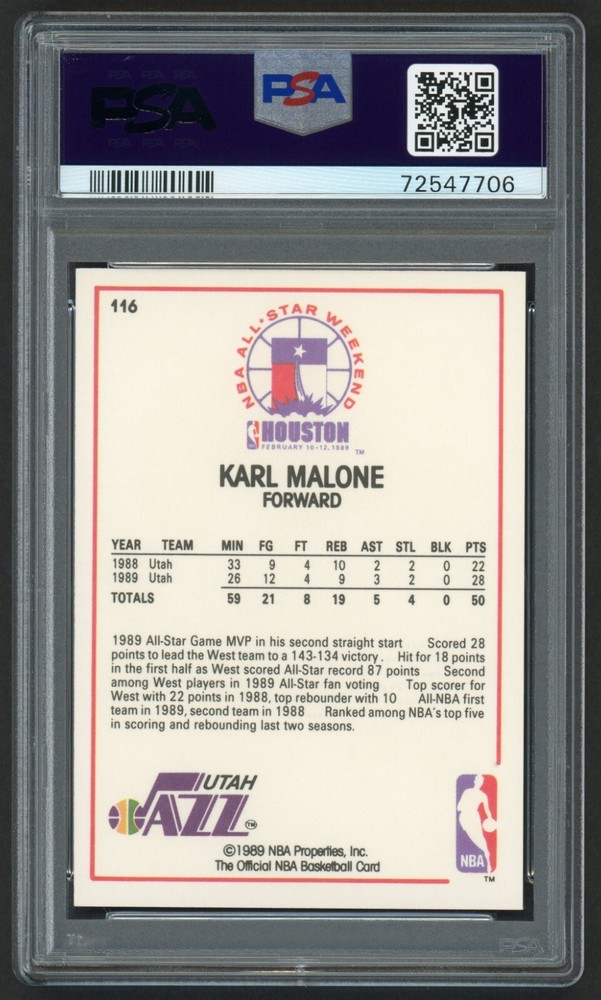 PSA PSA PSA
PSA
PSA PSA PSA
PSA
72547706
116
NBA ALL·STAR WEEKEND
HOUSTON
FEBRUARY 10-12, 1989
TM
KARL MALONE
FORWARD
YEAR TEAM MIN FG FT REB AST STL BLK PTS
1988 Utah 33 9 4 10 2 2 0 22
1989 Utah 26 12 4 9 3 2 0 28
TOTALS 59 21 8 19 5 4 0 50
1989 All-Star Game MVP in his second straight start Scored 28
points to lead the West team to a 143-134 victory. Hit for 18 points
in the first half as West scored All-Star record 87 points Second
among West players in 1989 All-Star fan voting Top scorer for
West with 22 points in 1988, top rebounder with 10 All-NBA first
team in 1989, second team in 1988 Ranked among NBA's top five
in scoring and rebounding last two seasons.
UTAH
JAZZ
TM
NBA
TM
©1989 NBA Properties, Inc.
The Official NBA Basketball Card
PSA